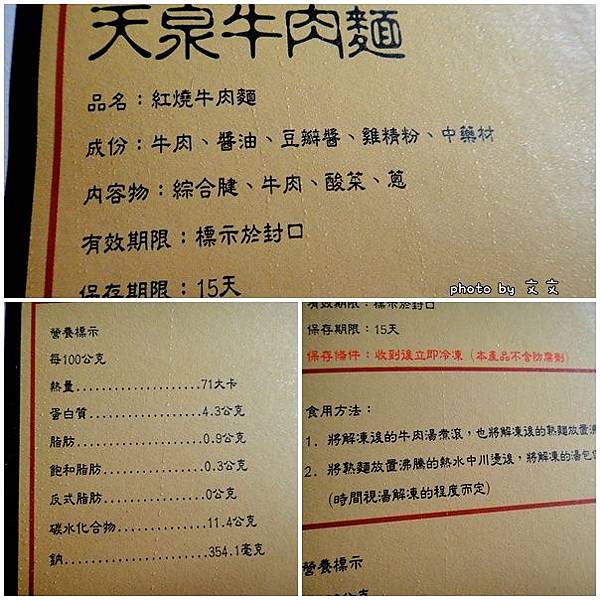 天泉牛肉麵
品名：紅燒牛肉麵
成份：牛肉、醬油、豆瓣醬、雞精粉、中藥材
內容物：綜合腱、牛肉、酸菜、蔥
有效期限：標示於封口
保存期限：15天
photo by 文文
營養標示
每100公克
熱量.....................71大卡
蛋白質...................4.3公克
脂肪.....................0.9公克
飽和脂肪.................0.3公克
反式脂肪.................0公克
碳水化合物...............11.4公克
鈉........................354.1毫克
有效期限：標示於封口
保存期限：15天
保存條件：收到後立即冷凍（本產品不含防腐劑）
食用方法：
1. 將解凍後的牛肉湯煮滾，也將解凍後的熟麵放置沸
2. 將熟麵放置沸騰的熱水中川燙後，將解凍的湯包
(時間視湯解凍的程度而定)
營養標示